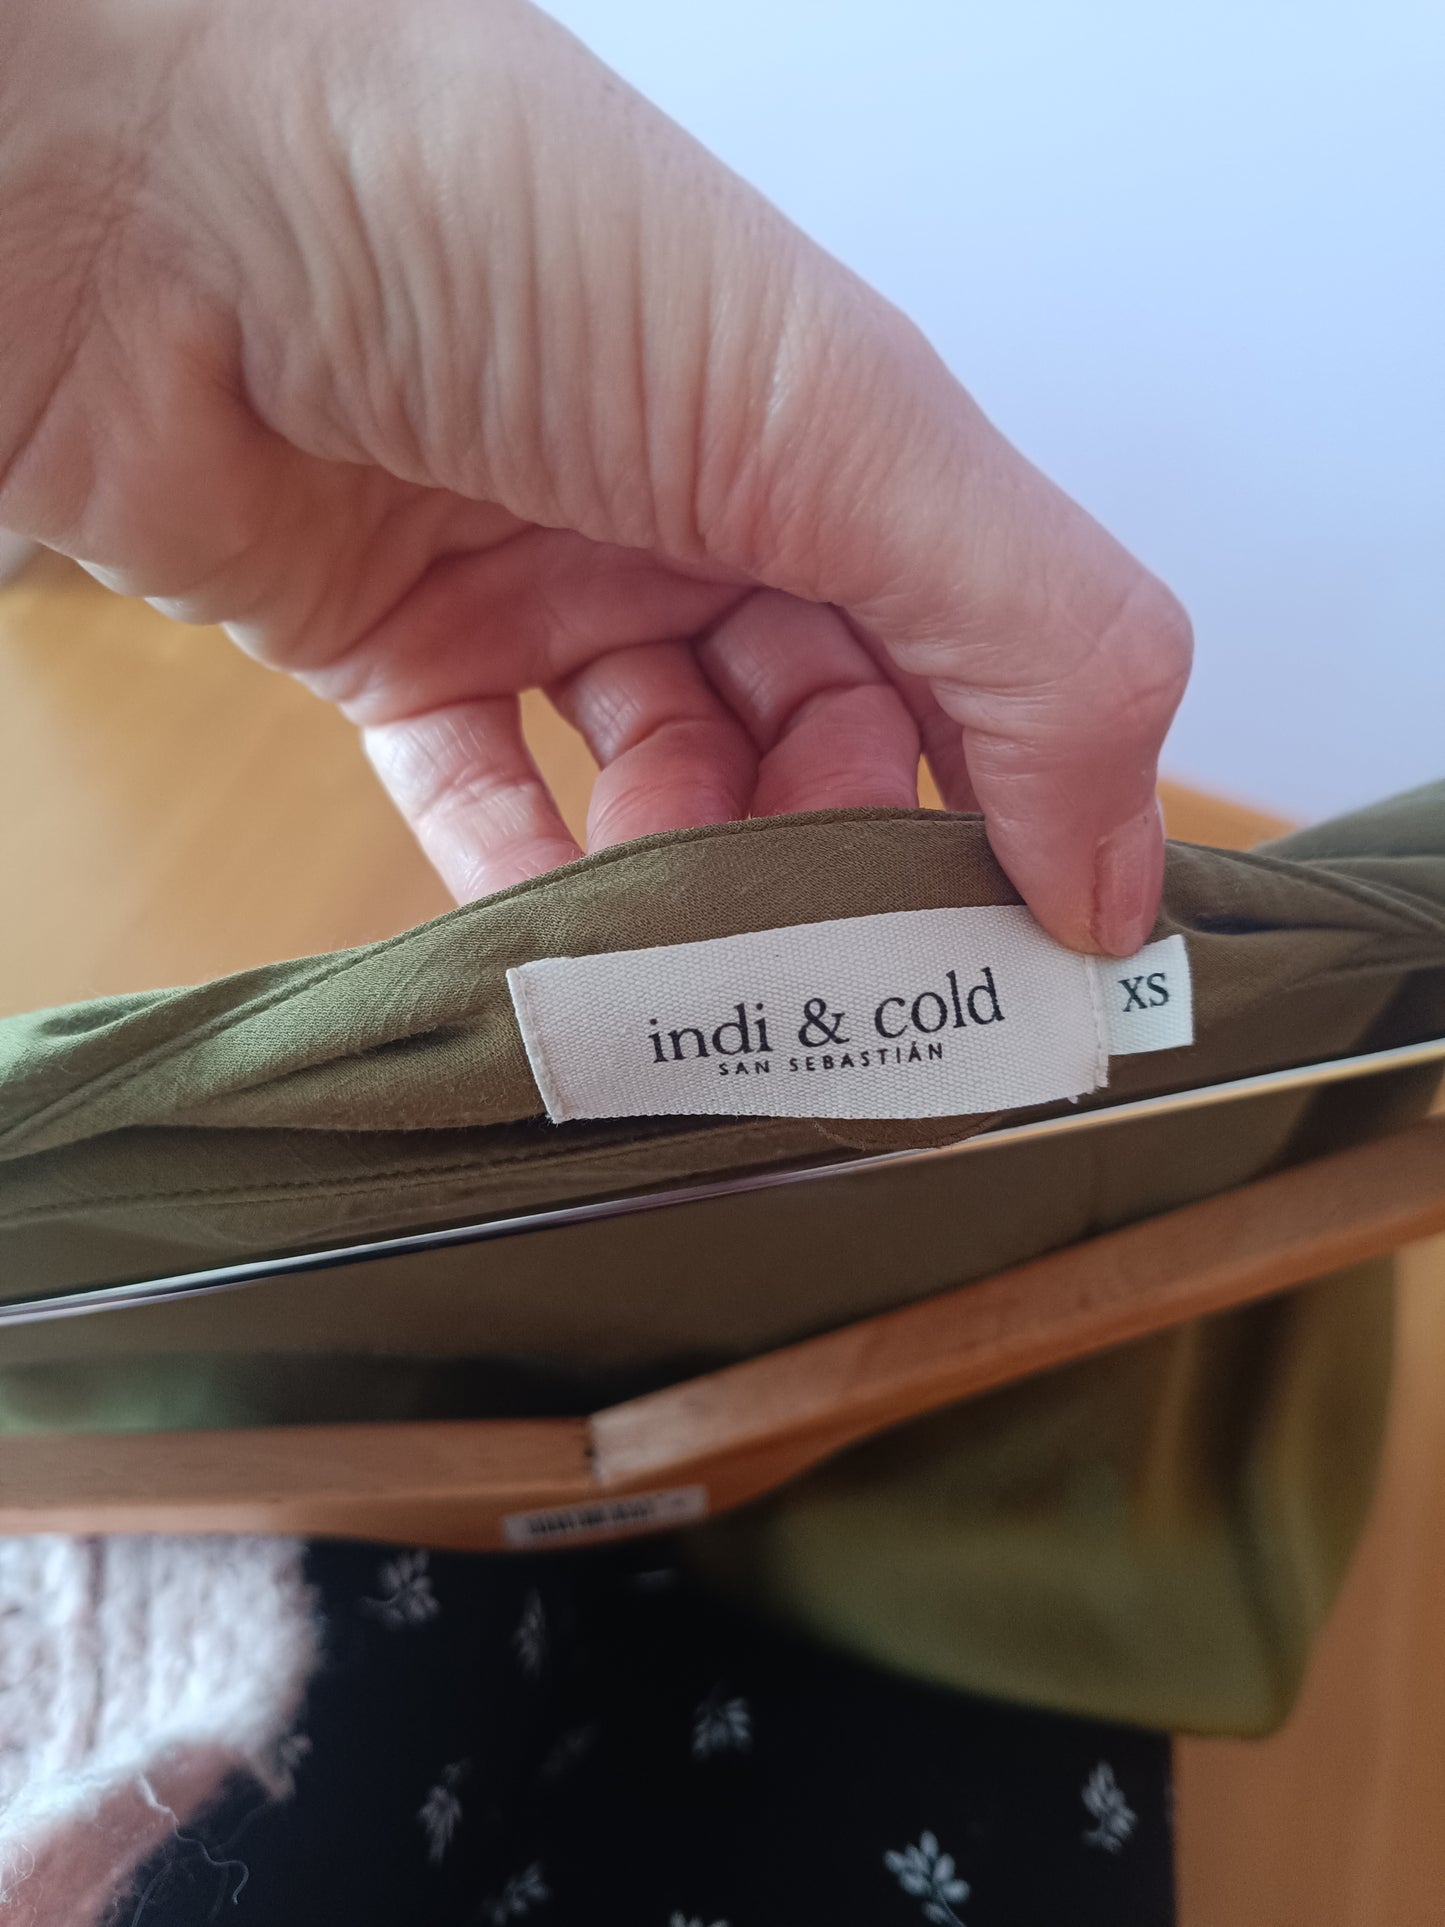 indi & cold
SAN SEBASTIÁN
XS